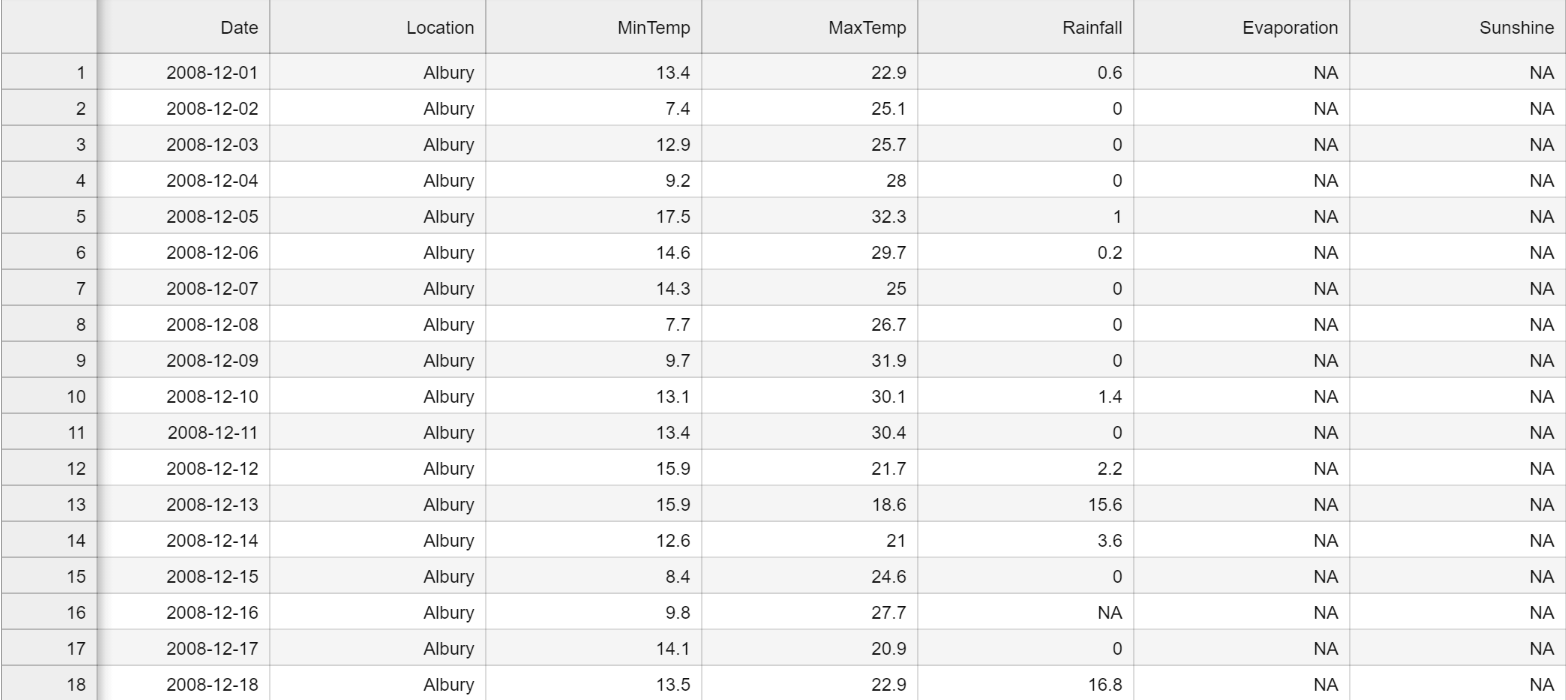 Date Location MinTemp MaxTemp Rainfall Evaporation Sunshine
1 2008-12-01 Albury 13.4 22.9 0.6 NA NA
2 2008-12-02 Albury 7.4 25.1 0 NA NA
3 2008-12-03 Albury 12.9 25.7 0 NA NA
4 2008-12-04 Albury 9.2 28 0 NA NA
5 2008-12-05 Albury 17.5 32.3 1 NA NA
6 2008-12-06 Albury 14.6 29.7 0.2 NA NA
7 2008-12-07 Albury 14.3 25 0 NA NA
8 2008-12-08 Albury 7.7 26.7 0 NA NA
9 2008-12-09 Albury 9.7 31.9 0 NA NA
10 2008-12-10 Albury 13.1 30.1 1.4 NA NA
11 2008-12-11 Albury 13.4 30.4 0 NA NA
12 2008-12-12 Albury 15.9 21.7 2.2 NA NA
13 2008-12-13 Albury 15.9 18.6 15.6 NA NA
14 2008-12-14 Albury 12.6 21 3.6 NA NA
15 2008-12-15 Albury 8.4 24.6 0 NA NA
16 2008-12-16 Albury 9.8 27.7 NA NA NA
17 2008-12-17 Albury 14.1 20.9 0 NA NA
18 2008-12-18 Albury 13.5 22.9 16.8 NA NA